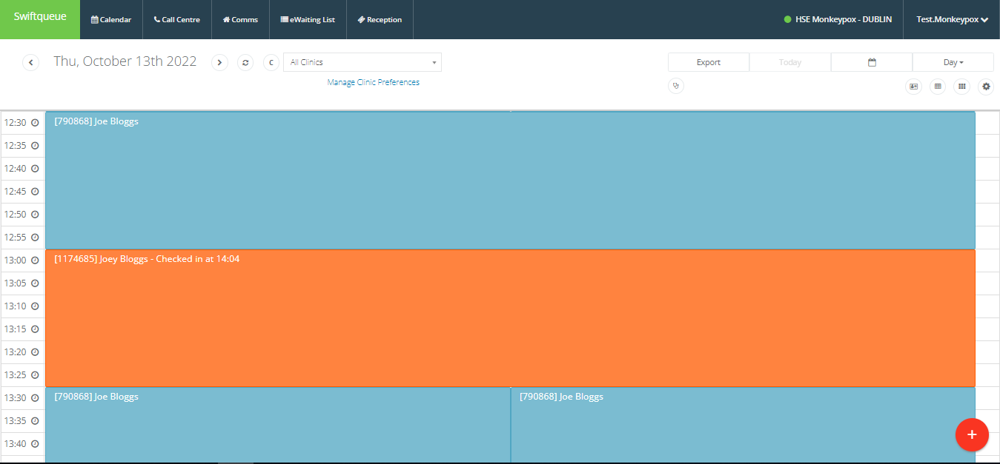 Swiftqueue
Calendar
Call Centre
Comms
eWaiting List
Reception
HSE Monkeypox - DUBLIN
Test.Monkeypox
Thu, October 13th 2022
C
All Clinics
Manage Clinic Preferences
Export
Today
Day
12:30
[790868] Joe Bloggs
12:35
12:40
12:45
12:50
12:55
13:00
[1174685] Joey Bloggs - Checked in at 14:04
13:05
13:10
13:15
13:20
13:25
13:30
[790868] Joe Bloggs
[790868] Joe Bloggs
13:35
13:40
+